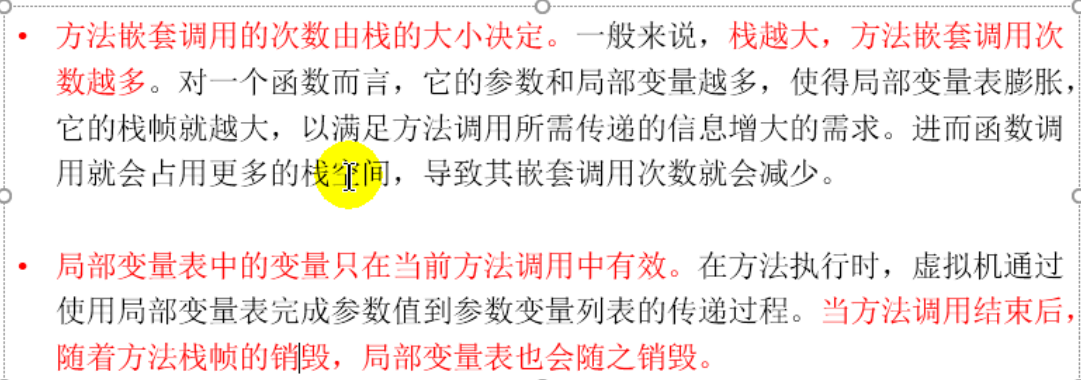 • 方法嵌套调用的次数由栈的大小决定。一般来说，栈越大，方法嵌套调用次
数越多。对一个函数而言，它的参数和局部变量越多，使得局部变量表膨胀，
它的栈帧就越大，以满足方法调用所需传递的信息增大的需求。进而函数调
用就会占用更多的栈空间，导致其嵌套调用次数就会减少。
• 局部变量表中的变量只在当前方法调用中有效。在方法执行时，虚拟机通过
使用局部变量表完成参数值到参数变量列表的传递过程。当方法调用结束后，
随着方法栈帧的销毁，局部变量表也会随之销毁。